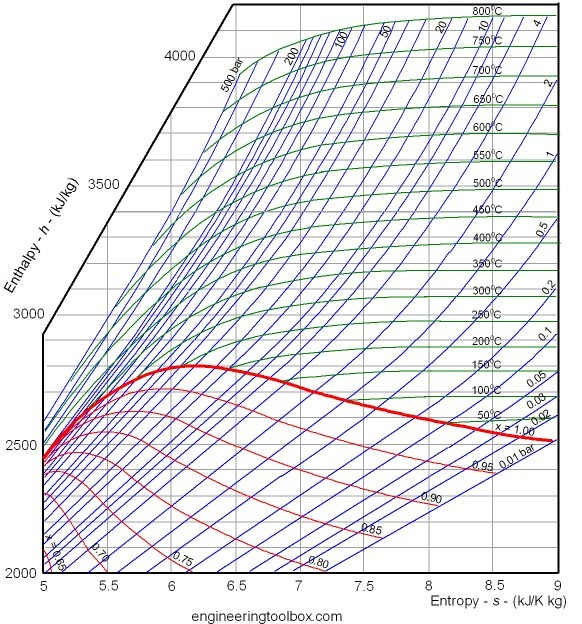 800°C
4000
500 bar
200
100
50
20
10
4
750°C
700°C
2
650°C
600°C
1
550°C
3500
500°C
450°C
0.5
400°C
350°C
Enthalpy - h - (kJ/kg)
300°C
0.2
3000
250°C
0.1
200°C
150°C
0.05
100°C
0.03
50°C
0.02
x = 1.00
2500
0.01 bar
0.95
0.90
0.85
x = 0.65
0.70
0.75
0.80
2000
5
5.5
6
6.5
7
7.5
8
8.5
9
Entropy - s - (kJ/K kg)
engineeringtoolbox.com